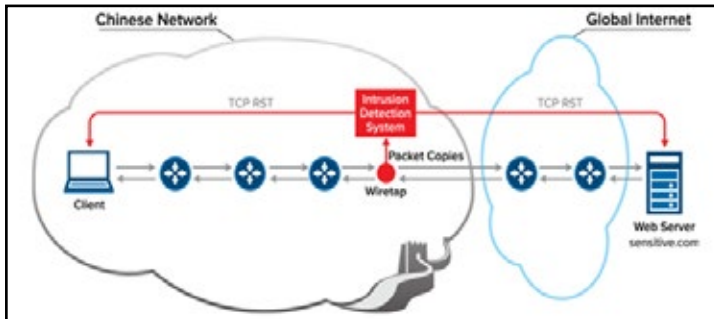 Chinese Network
Global Internet
TCP RST
Intrusion
Detection
System
TCP RST
Packet Copies
Client
Wiretap
Web Server
sensitive.com